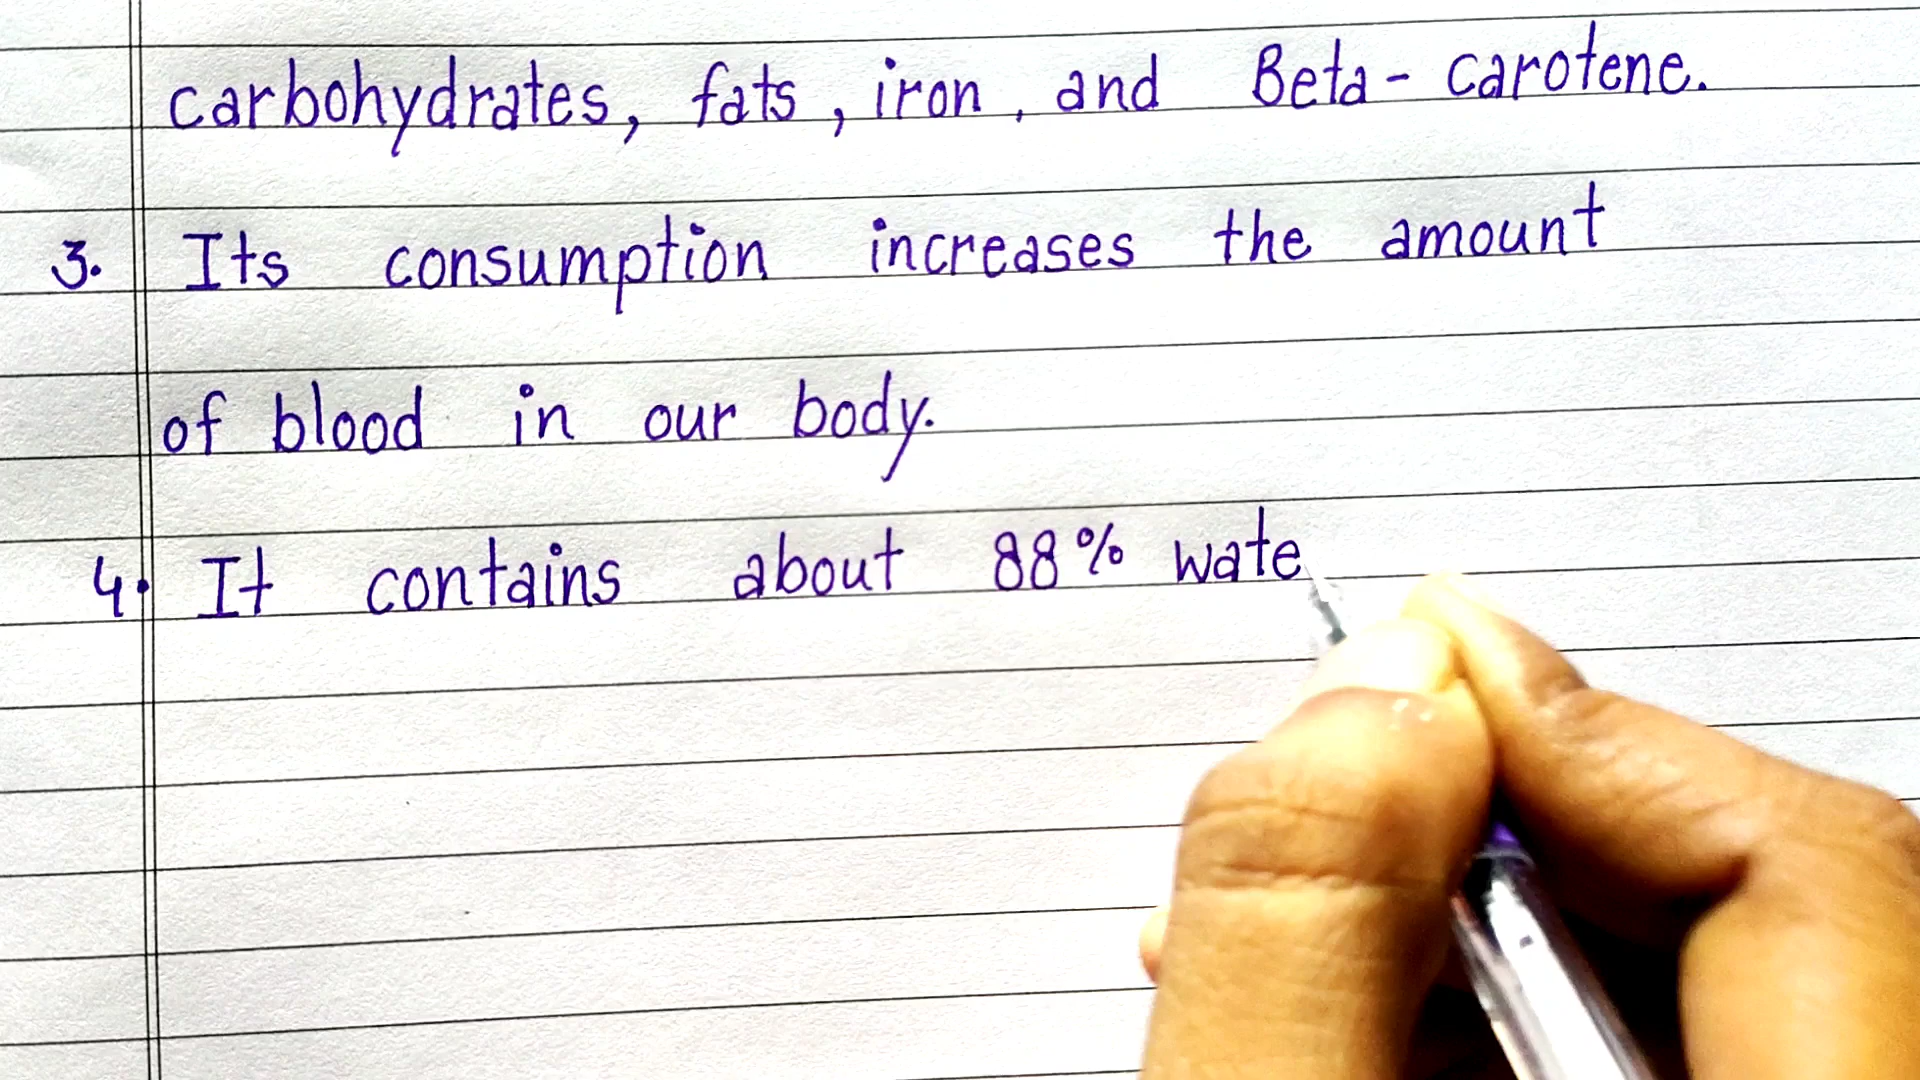 carbohydrates, fats, iron, and Beta-carotene.
3. Its consumption increases the amount
of blood in our body.
4. It contains about 88% wate